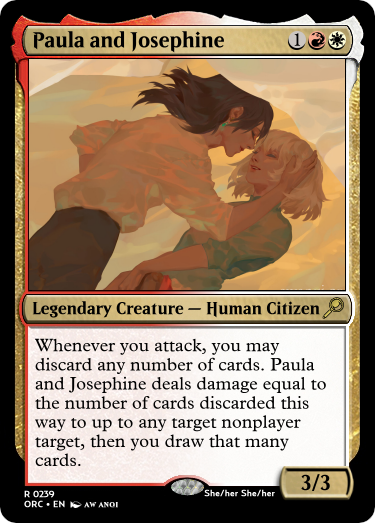 Paula and Josephine 1
Legendary Creature — Human Citizen
Whenever you attack, you may
discard any number of cards. Paula
and Josephine deals damage equal to
the number of cards discarded this
way to up to any target nonplayer
target, then you draw that many
cards.
3/3
R 0239 She/her She/her
ORC • EN AW ANOI